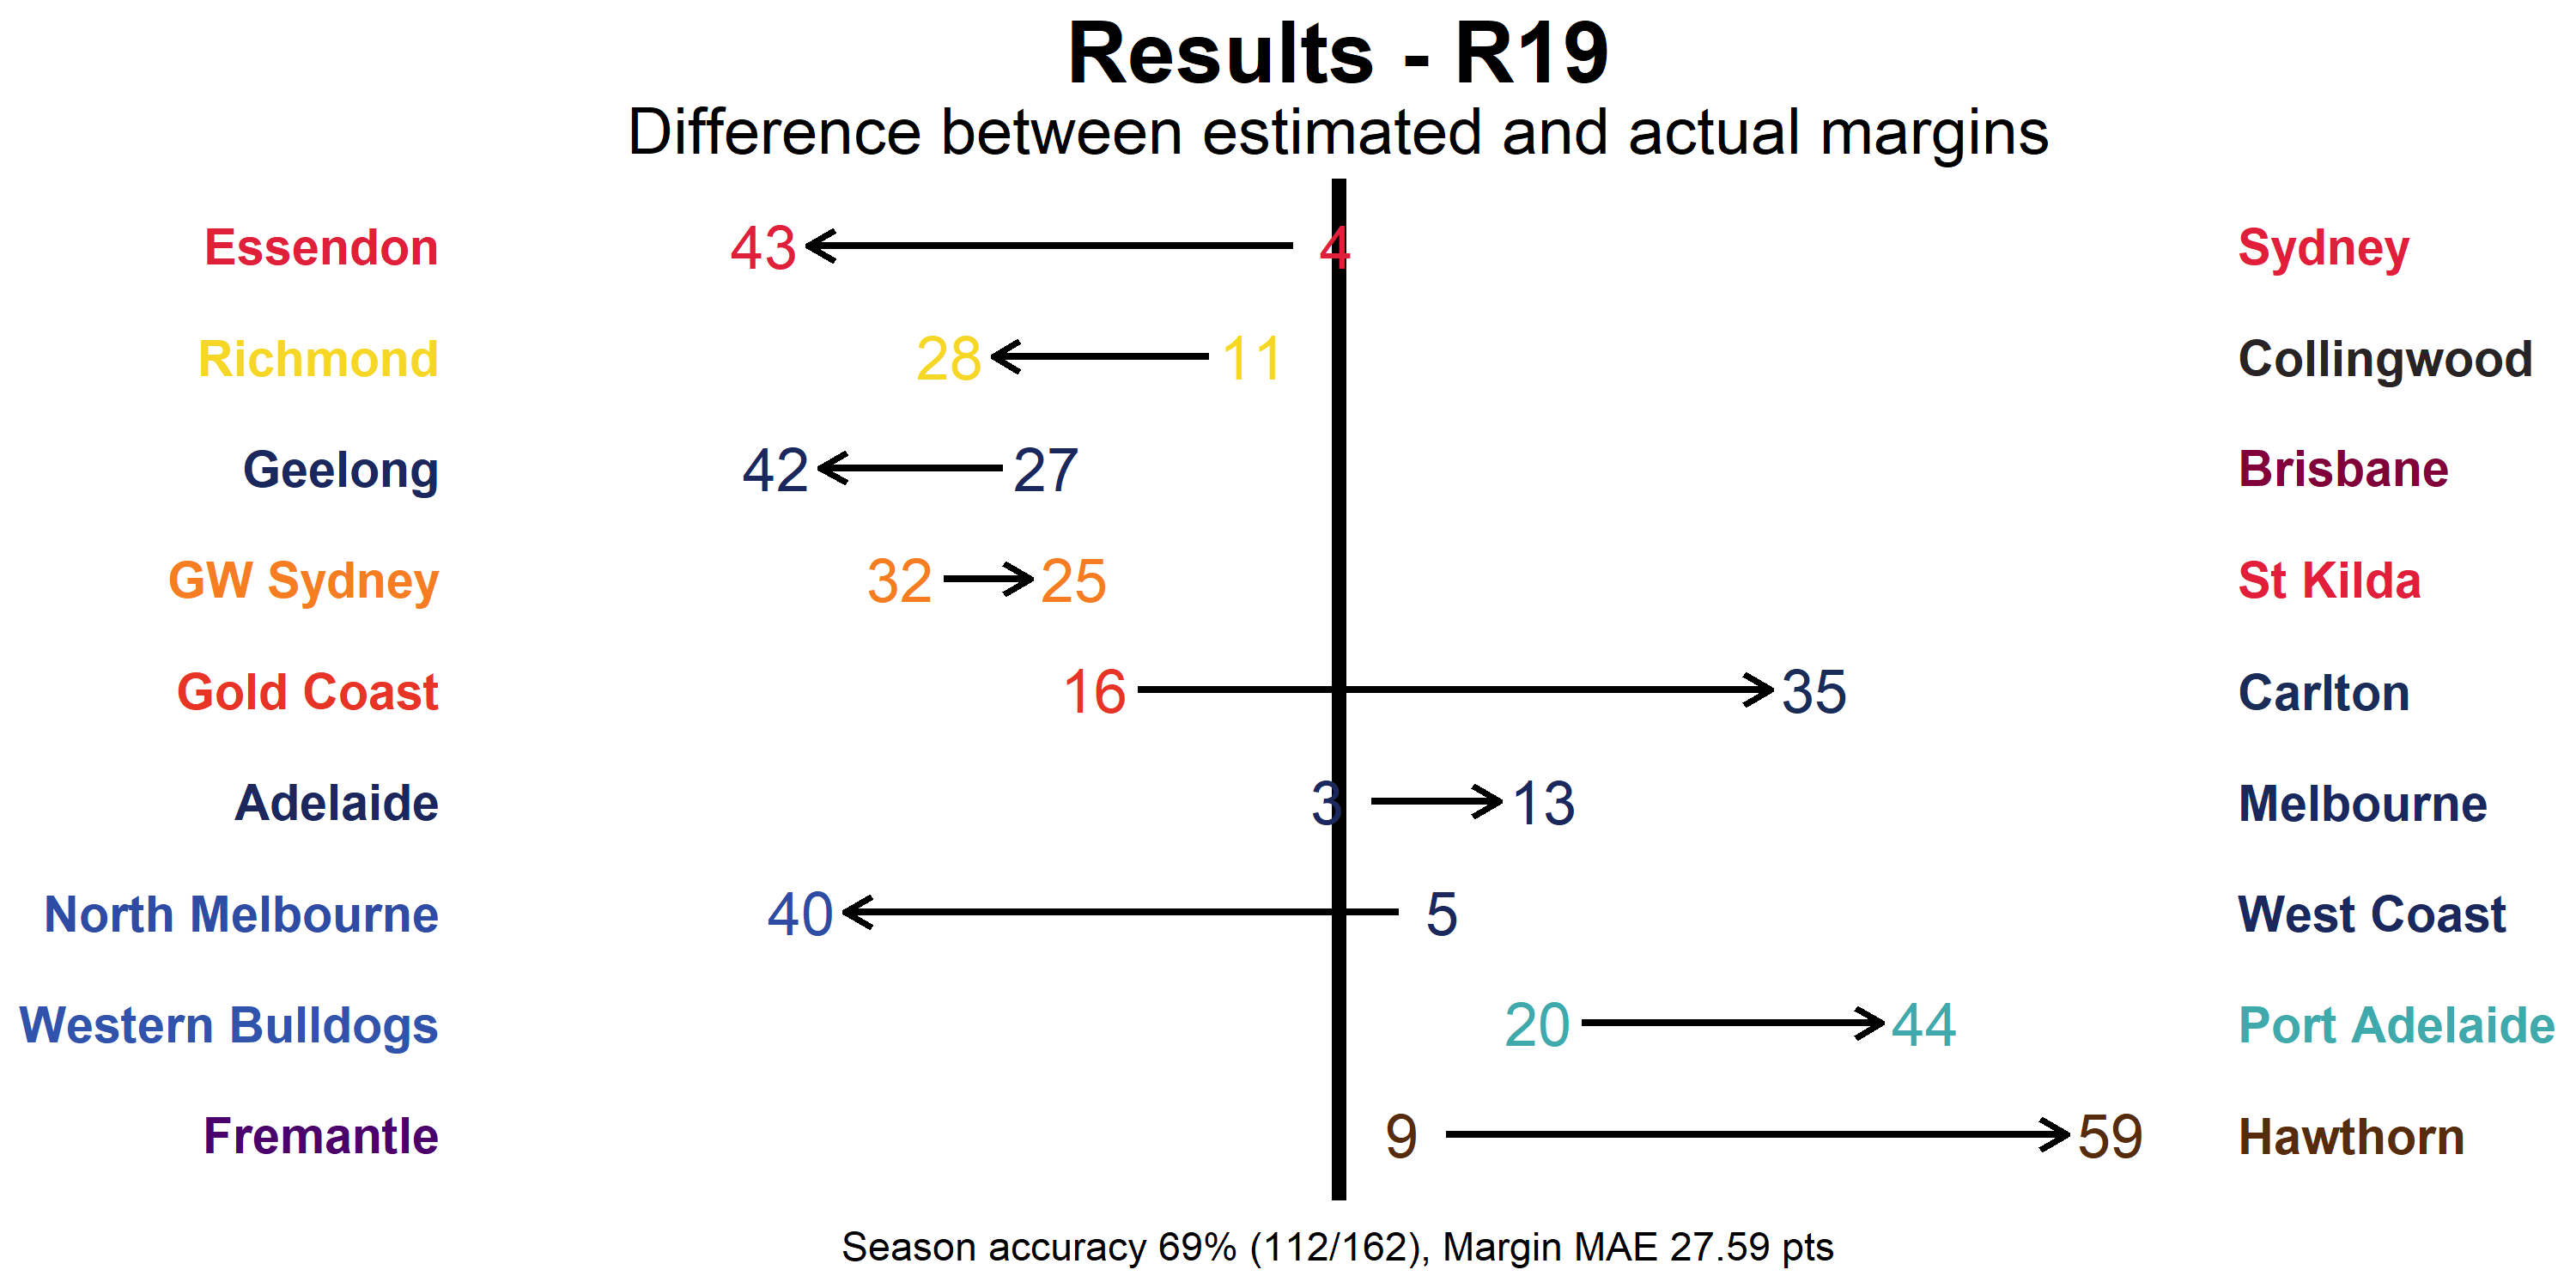 Results - R19
Difference between estimated and actual margins
Essendon 43 4 Sydney
Richmond 28 11 Collingwood
Geelong 42 27 Brisbane
GW Sydney 32 25 St Kilda
Gold Coast 16 35 Carlton
Adelaide 3 13 Melbourne
North Melbourne 40 5 West Coast
Western Bulldogs 20 44 Port Adelaide
Fremantle 9 59 Hawthorn
Season accuracy 69% (112/162), Margin MAE 27.59 pts